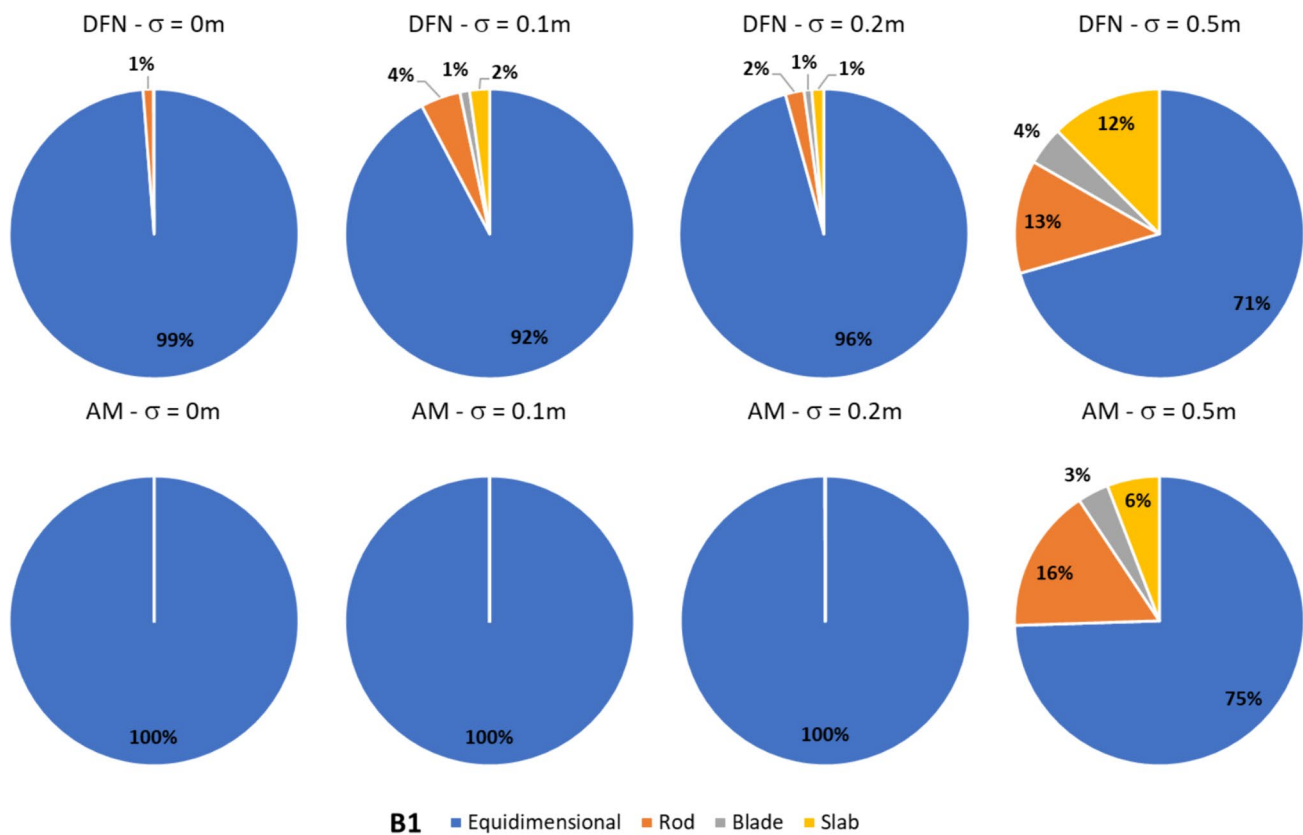 DFN - σ = 0m
DFN - σ = 0.1m
DFN - σ = 0.2m
DFN - σ = 0.5m
1%
99%
4%
1%
2%
92%
2%
1%
1%
96%
12%
4%
13%
71%
AM - σ = 0m
AM - σ = 0.1m
AM - σ = 0.2m
AM - σ = 0.5m
100%
100%
100%
3%
6%
16%
75%
B1 Equidimensional Rod Blade Slab